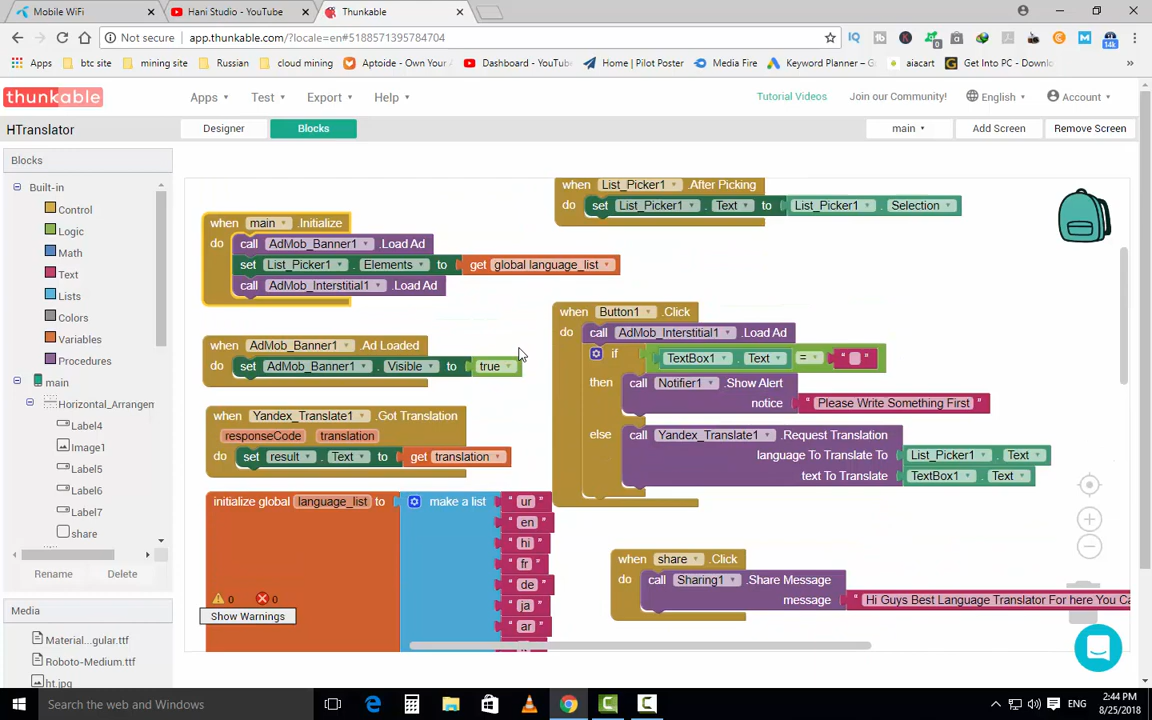 Mobile WiFi
Hani Studio - YouTube
Thunkable
Not secure
app.thunkable.com/?locale=en#5188571395784704
Apps
btc site
mining site
Russian
cloud mining
Aptoide - Own Your
Dashboard - YouTube
Home | Pilot Poster
Media Fire
Keyword Planner –
aiacart
Get Into PC -
14k
thunkable
Apps
Test
Export
Help
Tutorial Videos
Join our Community!
English
Account
HTranslator
Designer
Blocks
main
Add Screen
Remove Screen
Blocks
Built-in
Control
Logic
Math
Text
Lists
Colors
Variables
Procedures
main
Horizontal_Arrangem
Label4
Image1
Label5
Label6
Label7
share
Rename
Delete
Media
Material...gular.ttf
Roboto-Medium.ttf
ht.jpg
when main .Initialize
do call AdMob_Banner1 .Load Ad
set List_Picker1 . Elements to get global language_list
call AdMob_Interstitial1 .Load Ad
when AdMob_Banner1 .Ad Loaded
do set AdMob_Banner1 . Visible to true
when Yandex_Translate1 .Got Translation
responseCode translation
do set result . Text to get translation
initialize global language_list to make a list " ur "
" en "
" hi "
" fr "
" de "
" ja "
" ar "
0 0
Show Warnings
when List_Picker1 .After Picking
do set List_Picker1 . Text to List_Picker1 . Selection
when Button1 .Click
do call AdMob_Interstitial1 .Load Ad
if TextBox1 . Text = " "
then call Notifier1 .Show Alert
notice " Please Write Something First "
else call Yandex_Translate1 .Request Translation
language To Translate To List_Picker1 . Text
text To Translate TextBox1 . Text
when share .Click
do call Sharing1 .Share Message
message " Hi Guys Best Language Translator For here You Ca
Search the web and Windows
ENG
2:44 PM
8/25/2018